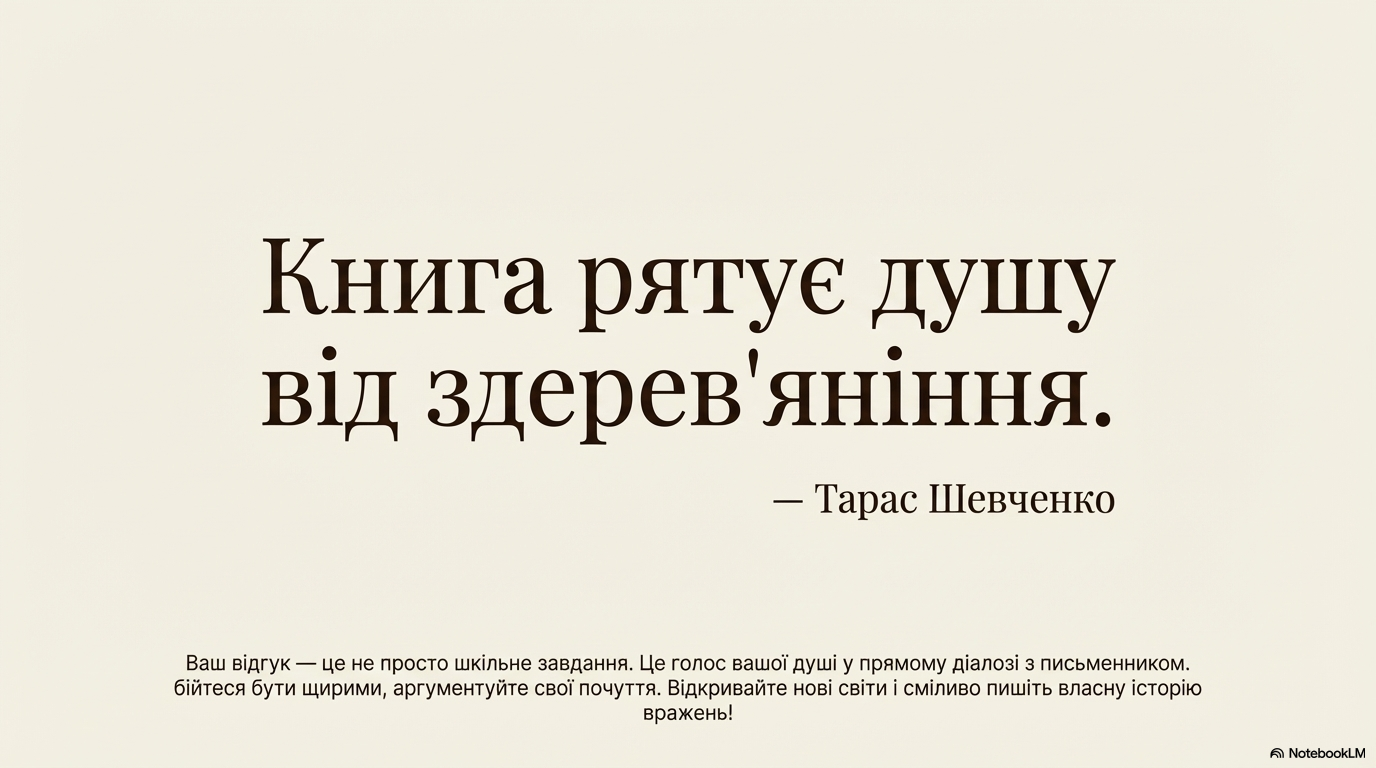 Книга рятує душу
від здерев'яніння.
— Тарас Шевченко
Ваш відгук — це не просто шкільне завдання. Це голос вашої душі у прямому діалозі з письменником.
бійтеся бути щирими, аргументуйте свої почуття. Відкривайте нові світи і сміливо пишіть власну історію
вражень!
NotebookLM